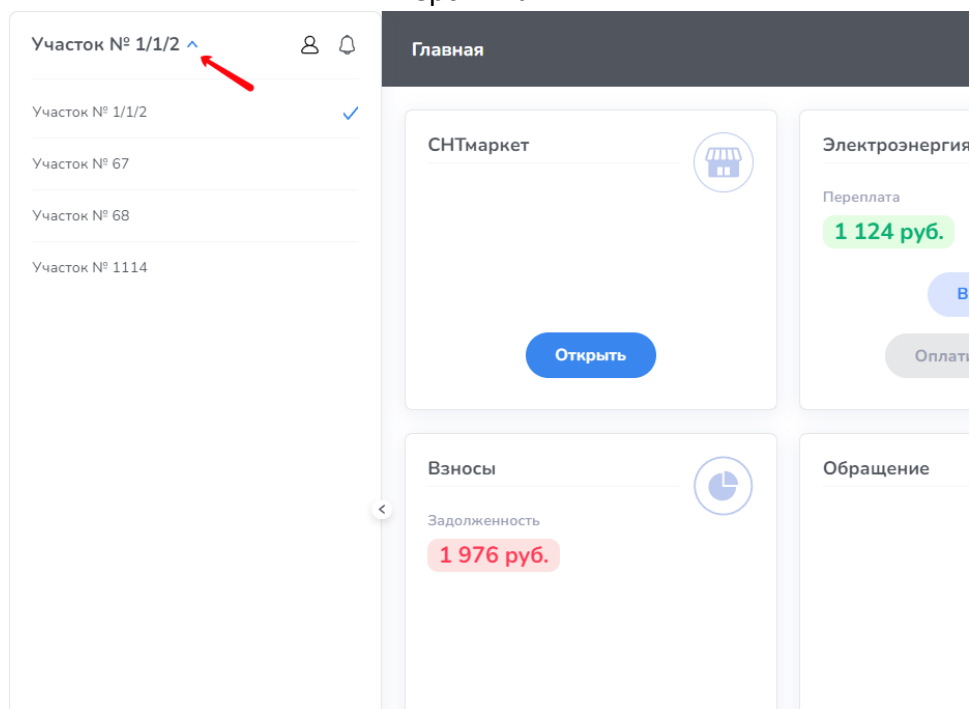 Участок № 1/1/2
Участок № 1/1/2
Участок № 67
Участок № 68
Участок № 1114
Главная
СНТмаркет
Открыть
Электроэнергия
Переплата
1 124 руб.
В
Оплати
Взносы
Задолженность
1 976 руб.
Обращение